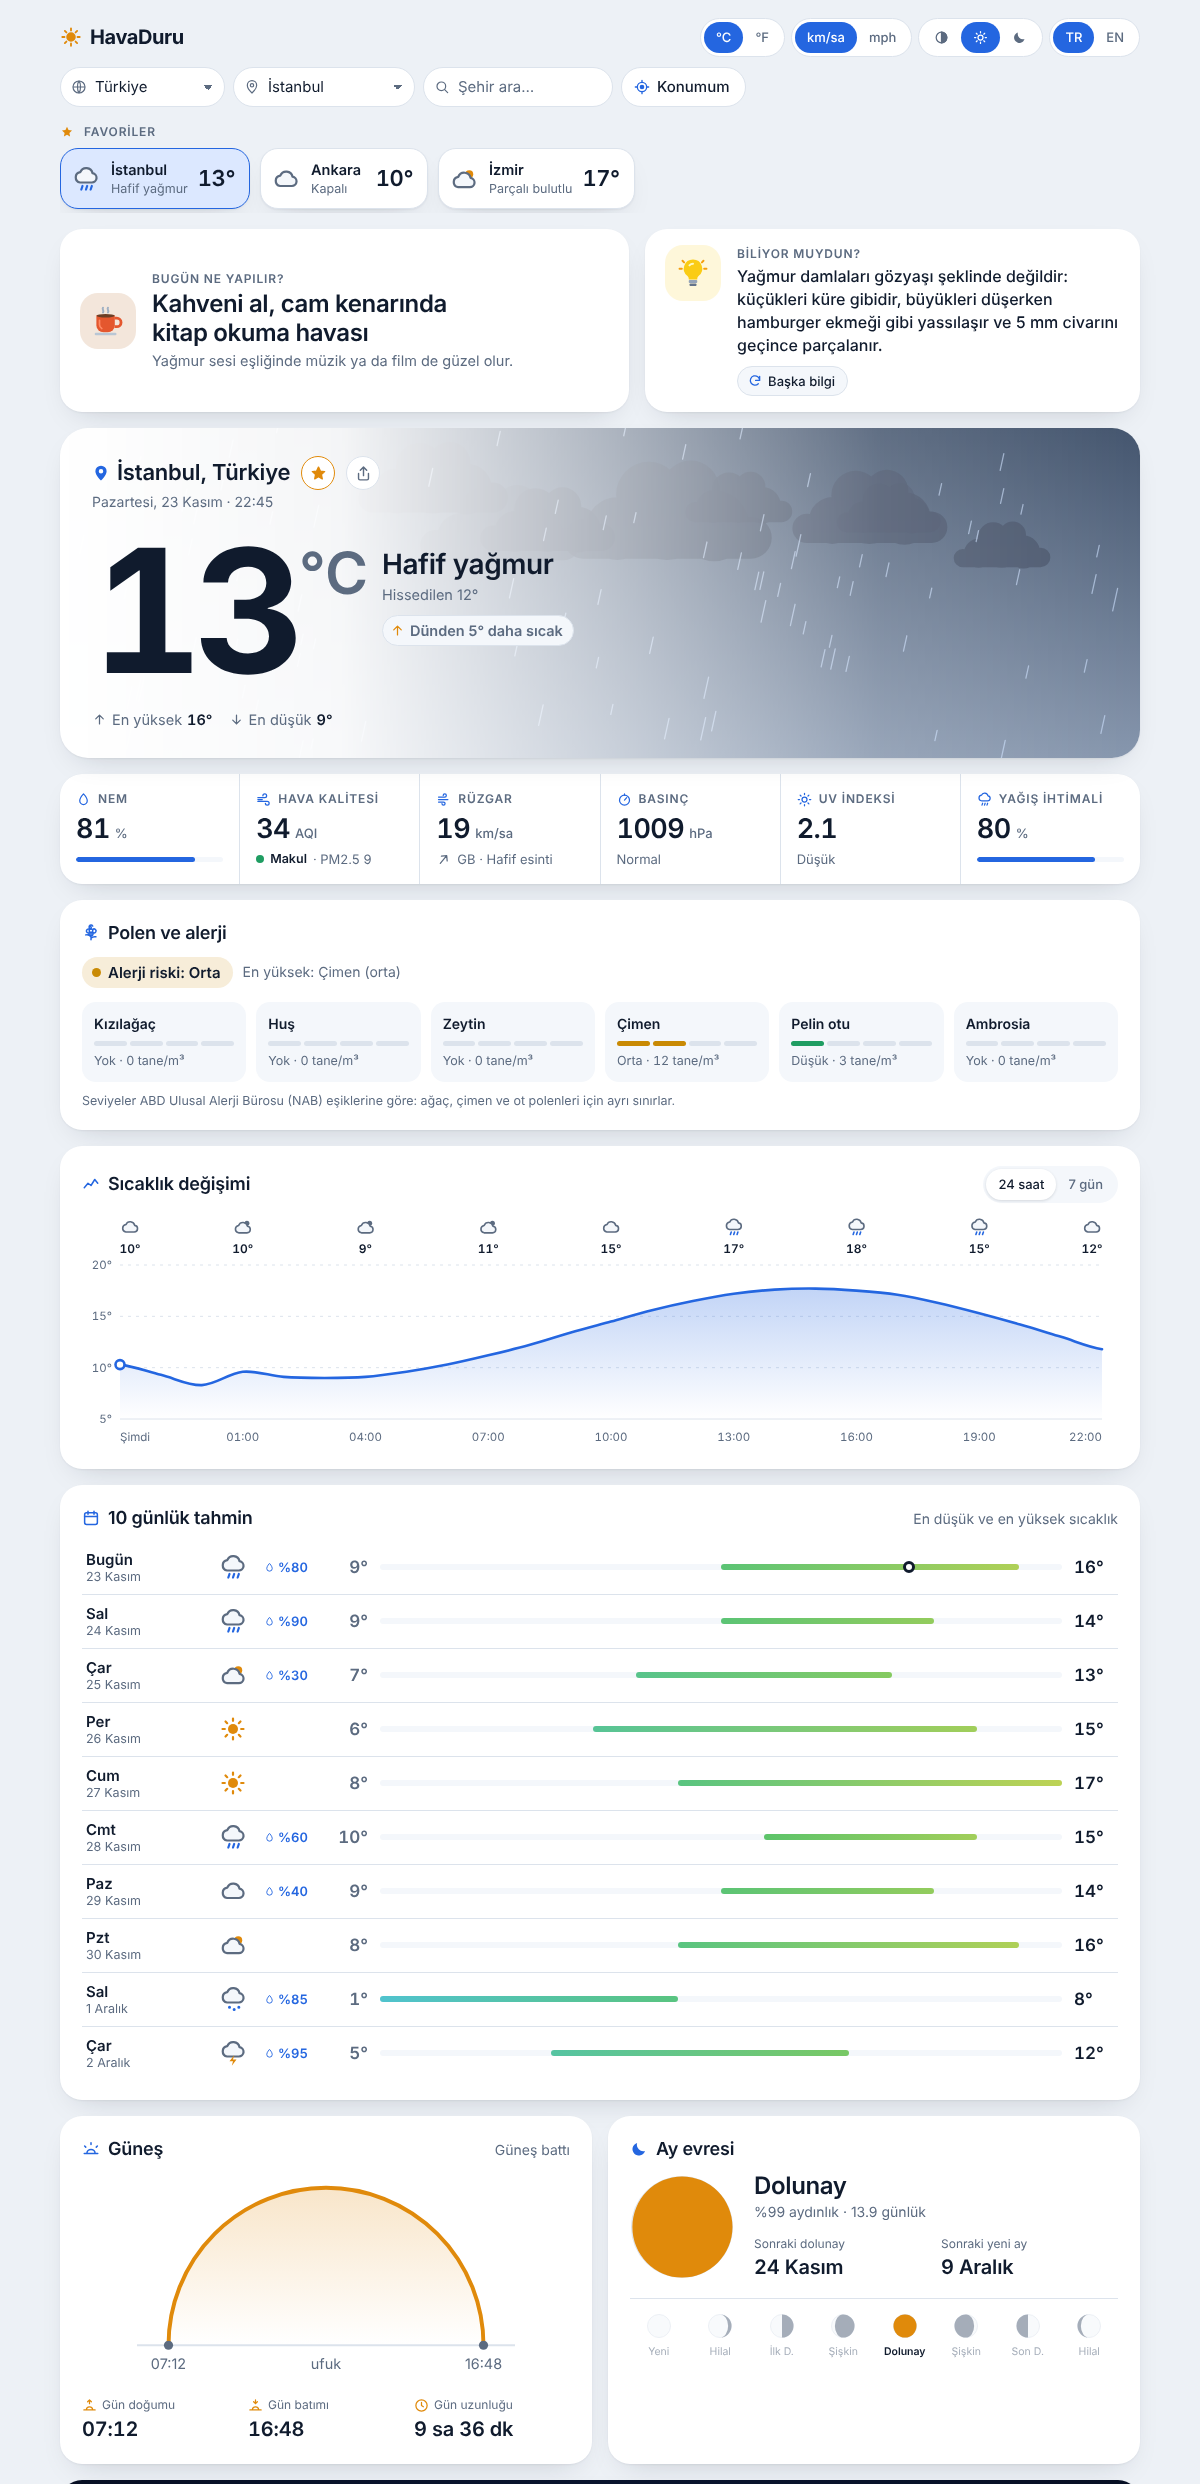 HavaDuru
°C °F km/sa mph TR EN
Türkiye İstanbul Şehir ara... Konumum
FAVORİLER
İstanbul
Hafif yağmur
13°
Ankara
Kapalı
10°
İzmir
Parçalı bulutlu
17°
BUGÜN NE YAPILIR?
Kahveni al, cam kenarında
kitap okuma havası
Yağmur sesi eşliğinde müzik ya da film de güzel olur.
BİLİYOR MUYDUN?
Yağmur damlaları gözyaşı şeklinde değildir:
küçükleri küre gibidir, büyükleri düşerken
hamburger ekmeği gibi yassılaşır ve 5 mm civarını
geçince parçalanır.
Başka bilgi
İstanbul, Türkiye
Pazartesi, 23 Kasım · 22:45
13°C
Hafif yağmur
Hissedilen 12°
Dünden 5° daha sıcak
En yüksek 16° En düşük 9°
NEM
81 %
HAVA KALİTESİ
34 AQI
Makul · PM2.5 9
RÜZGAR
19 km/sa
GB · Hafif esinti
BASINÇ
1009 hPa
Normal
UV İNDEKSİ
2.1
Düşük
YAĞIŞ İHTİMALİ
80 %
Polen ve alerji
Alerji riski: Orta En yüksek: Çimen (orta)
Kızılağaç
Yok · 0 tane/m³
Huş
Yok · 0 tane/m³
Zeytin
Yok · 0 tane/m³
Çimen
Orta · 12 tane/m³
Pelin otu
Düşük · 3 tane/m³
Ambrosia
Yok · 0 tane/m³
Seviyeler ABD Ulusal Alerji Bürosu (NAB) eşiklerine göre: ağaç, çimen ve ot polenleri için ayrı sınırlar.
Sıcaklık değişimi
24 saat 7 gün
10° 10° 9° 11° 15° 17° 18° 15° 12°
20°
15°
10°
5°
Şimdi 01:00 04:00 07:00 10:00 13:00 16:00 19:00 22:00
10 günlük tahmin
En düşük ve en yüksek sıcaklık
Bugün
23 Kasım
%80 9° 16°
Sal
24 Kasım
%90 9° 14°
Çar
25 Kasım
%30 7° 13°
Per
26 Kasım
6° 15°
Cum
27 Kasım
8° 17°
Cmt
28 Kasım
%60 10° 15°
Paz
29 Kasım
%40 9° 14°
Pzt
30 Kasım
8° 16°
Sal
1 Aralık
%85 1° 8°
Çar
2 Aralık
%95 5° 12°
Güneş
Güneş battı
07:12 ufuk 16:48
Gün doğumu
07:12
Gün batımı
16:48
Gün uzunluğu
9 sa 36 dk
Ay evresi
Dolunay
%99 aydınlık · 13.9 günlük
Sonraki dolunay
24 Kasım
Sonraki yeni ay
9 Aralık
Yeni Hilal İlk D. Şişkin Dolunay Şişkin Son D. Hilal